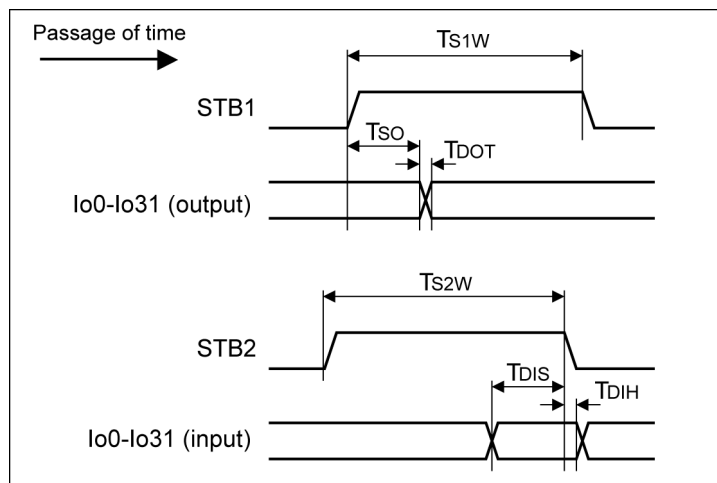 Passage of time
TS1W
STB1
TSO
TDOT
Io0-Io31 (output)
TS2W
STB2
TDIS
TDIH
Io0-Io31 (input)